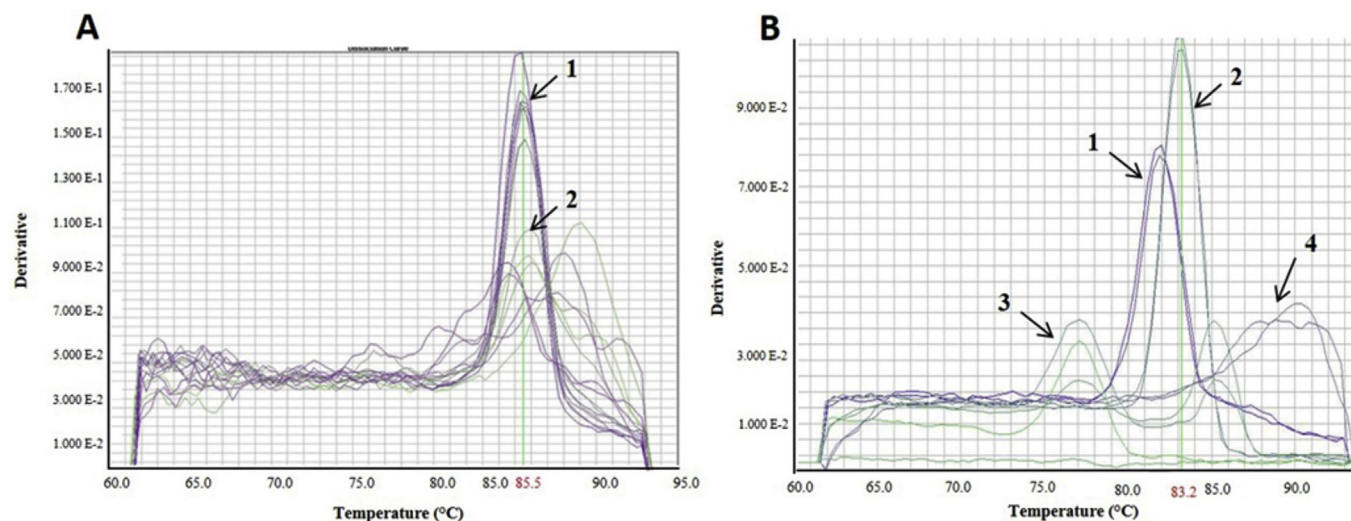 A
Dissociation Curve
1.700 E-1
1.500 E-1
1.300 E-1
1.100 E-1
9.000 E-2
7.000 E-2
5.000 E-2
3.000 E-2
1.000 E-2
Derivative
1
2
60.0 65.0 70.0 75.0 80.0 85.0 85.5 90.0 95.0
Temperature (°C)
B
9.000 E-2
7.000 E-2
5.000 E-2
3.000 E-2
1.000 E-2
Derivative
1
2
3
4
60.0 65.0 70.0 75.0 80.0 83.2 85.0 90.0
Temperature (°C)